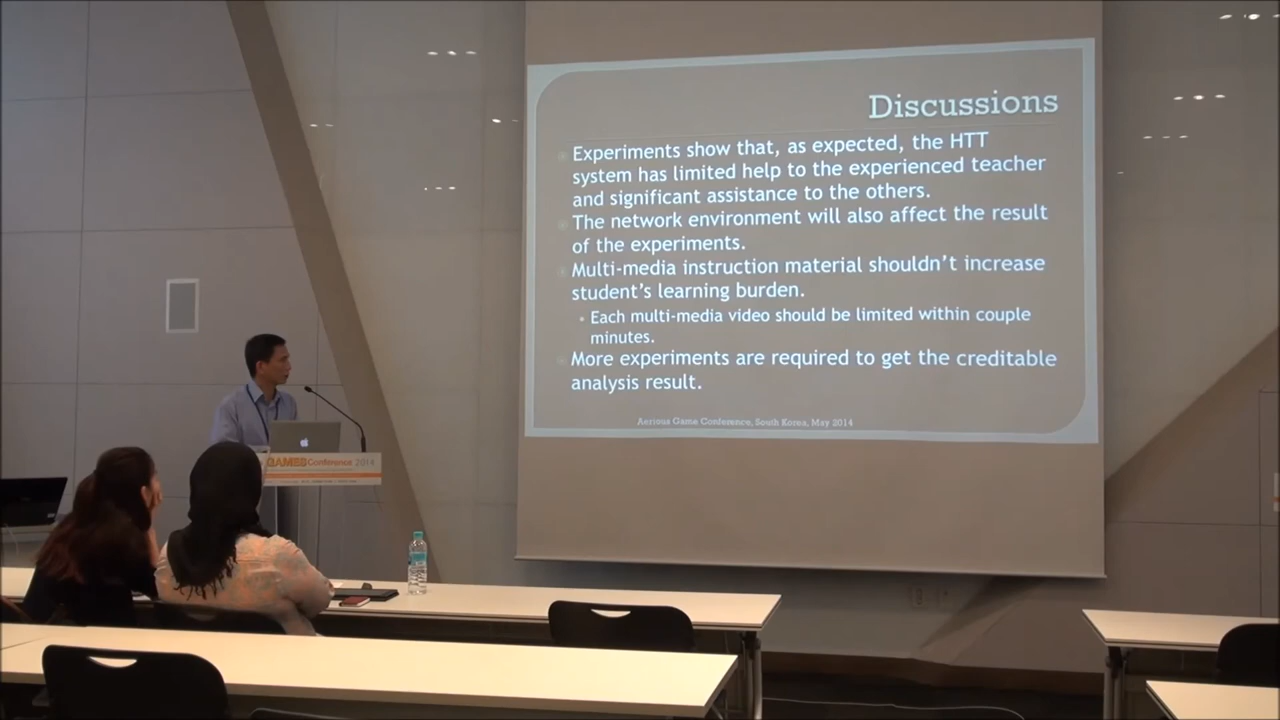 Discussions
Experiments show that, as expected, the HTT
system has limited help to the experienced teacher
and significant assistance to the others.
The network environment will also affect the result
of the experiments.
Multi-media instruction material shouldn't increase
student's learning burden.
Each multi-media video should be limited within couple
minutes.
More experiments are required to get the creditable
analysis result.
Aerious Game Conference, South Korea, May 2014
GAMES Conference 2014